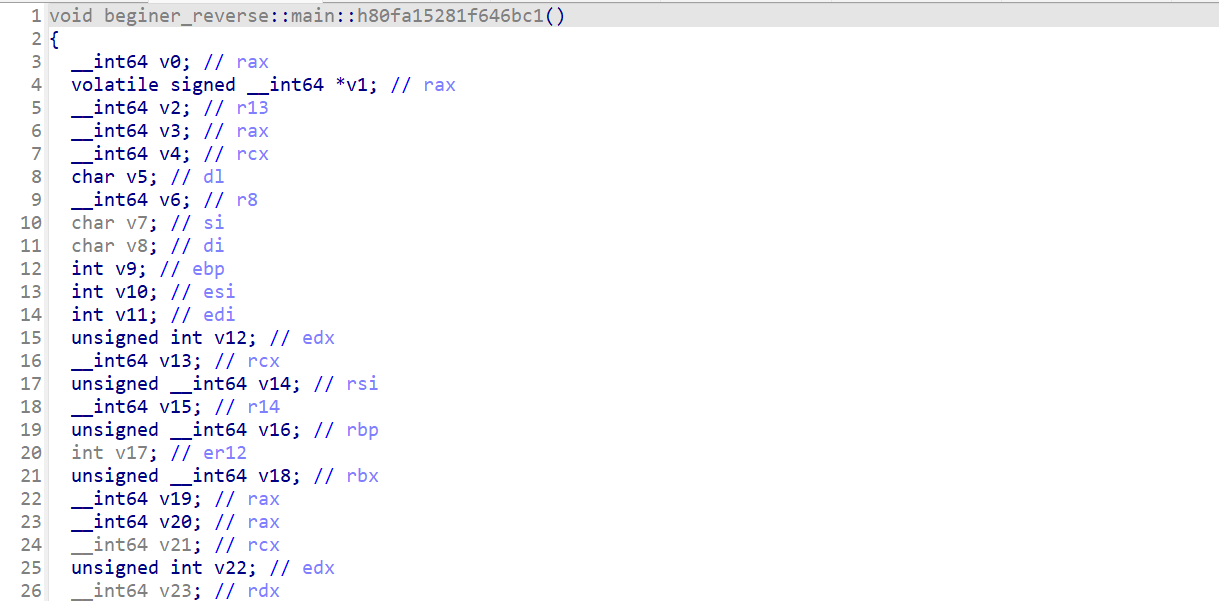 1 void beginer_reverse::main::h80fa15281f646bc1()
2 {
3 __int64 v0; // rax
4 volatile signed __int64 *v1; // rax
5 __int64 v2; // r13
6 __int64 v3; // rax
7 __int64 v4; // rcx
8 char v5; // dl
9 __int64 v6; // r8
10 char v7; // si
11 char v8; // di
12 int v9; // ebp
13 int v10; // esi
14 int v11; // edi
15 unsigned int v12; // edx
16 __int64 v13; // rcx
17 unsigned __int64 v14; // rsi
18 __int64 v15; // r14
19 unsigned __int64 v16; // rbp
20 int v17; // er12
21 unsigned __int64 v18; // rbx
22 __int64 v19; // rax
23 __int64 v20; // rax
24 __int64 v21; // rcx
25 unsigned int v22; // edx
26 __int64 v23; // rdx